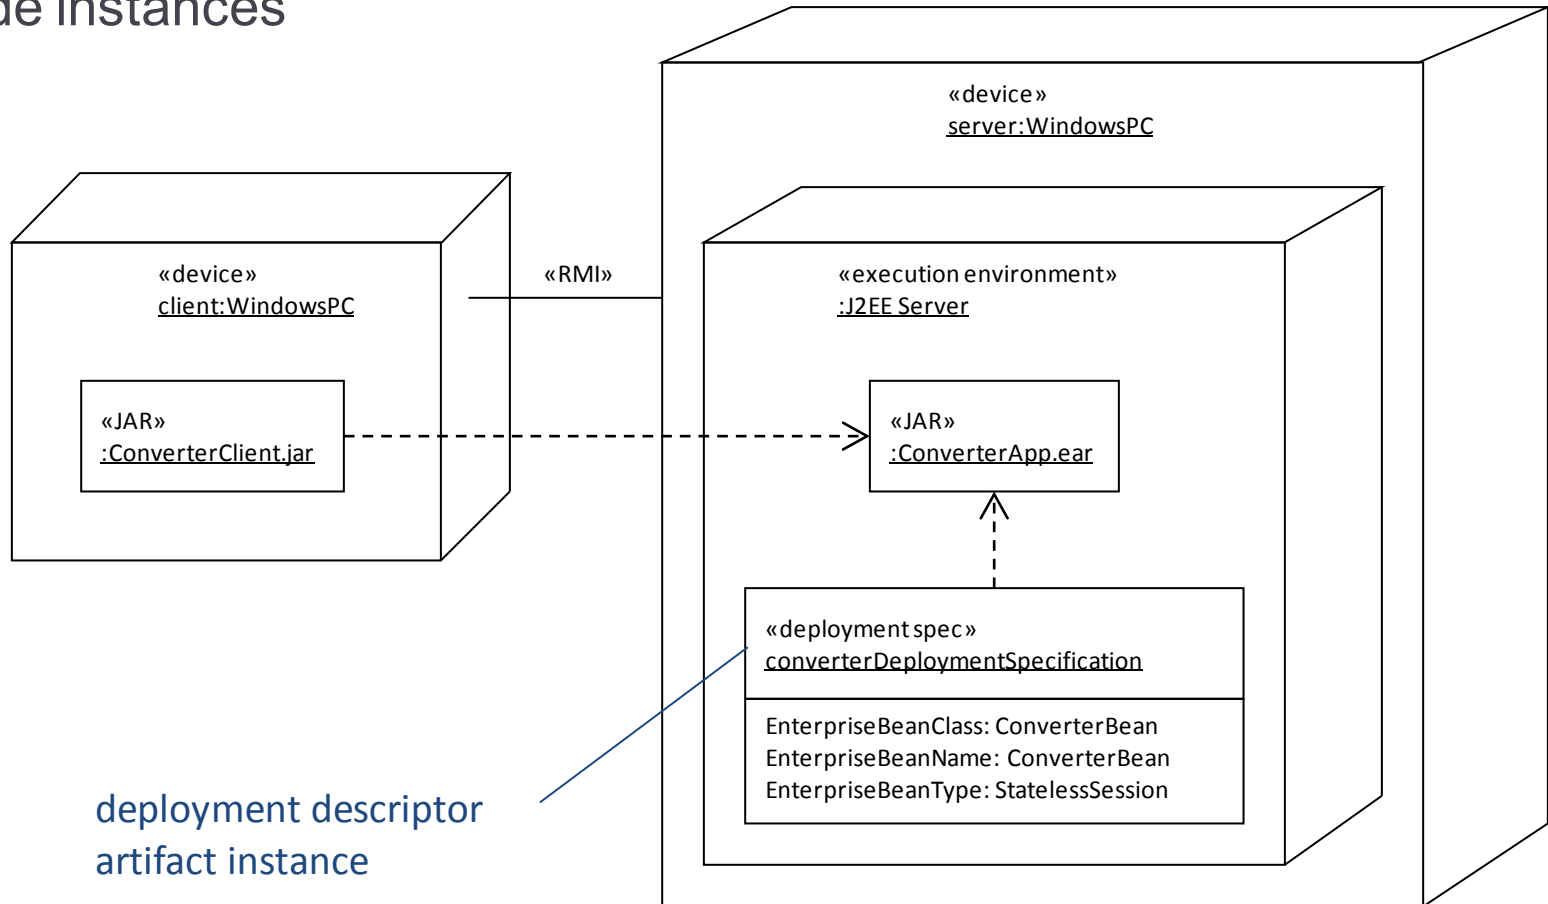 de instances
«device»
server:WindowsPC
«device»
client:WindowsPC
«RMI»
«execution environment»
:J2EE Server
«JAR»
:ConverterClient.jar
«JAR»
:ConverterApp.ear
«deployment spec»
converterDeploymentSpecification
EnterpriseBeanClass: ConverterBean
EnterpriseBeanName: ConverterBean
EnterpriseBeanType: StatelessSession
deployment descriptor
artifact instance